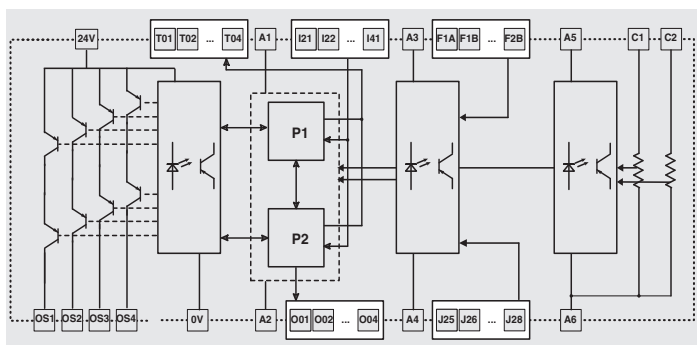 24V T01 T02 ... T04 A1 I21 I22 ... I41 A3 F1A F1B ... F2B A5 C1 C2
P1
P2
OS1 OS2 OS3 OS4 0V A2 O01 O02 ... O04 A4 J25 J26 ... J28 A6